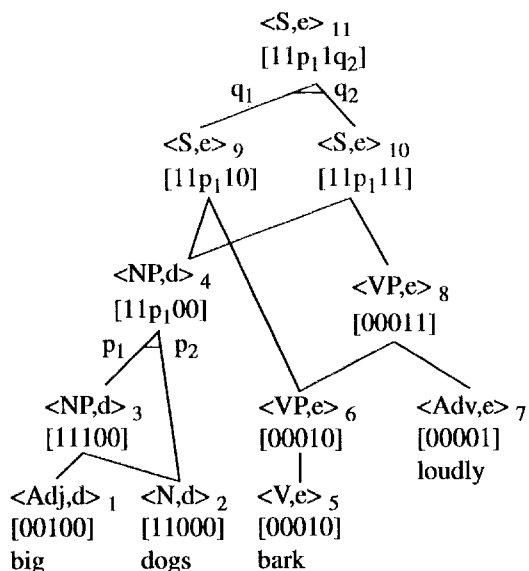 <S,e> 11
[11p₁1q₂]
q₁ q₂
<S,e> 9 <S,e> 10
[11p₁10] [11p₁11]
<NP,d> 4 <VP,e> 8
[11p₁00] [00011]
p₁ p₂
<NP,d> 3 <VP,e> 6 <Adv,e> 7
[11100] [00010] [00001]
loudly
<Adj,d> 1 <N,d> 2 <V,e> 5
[00100] [11000] [00010]
big dogs bark